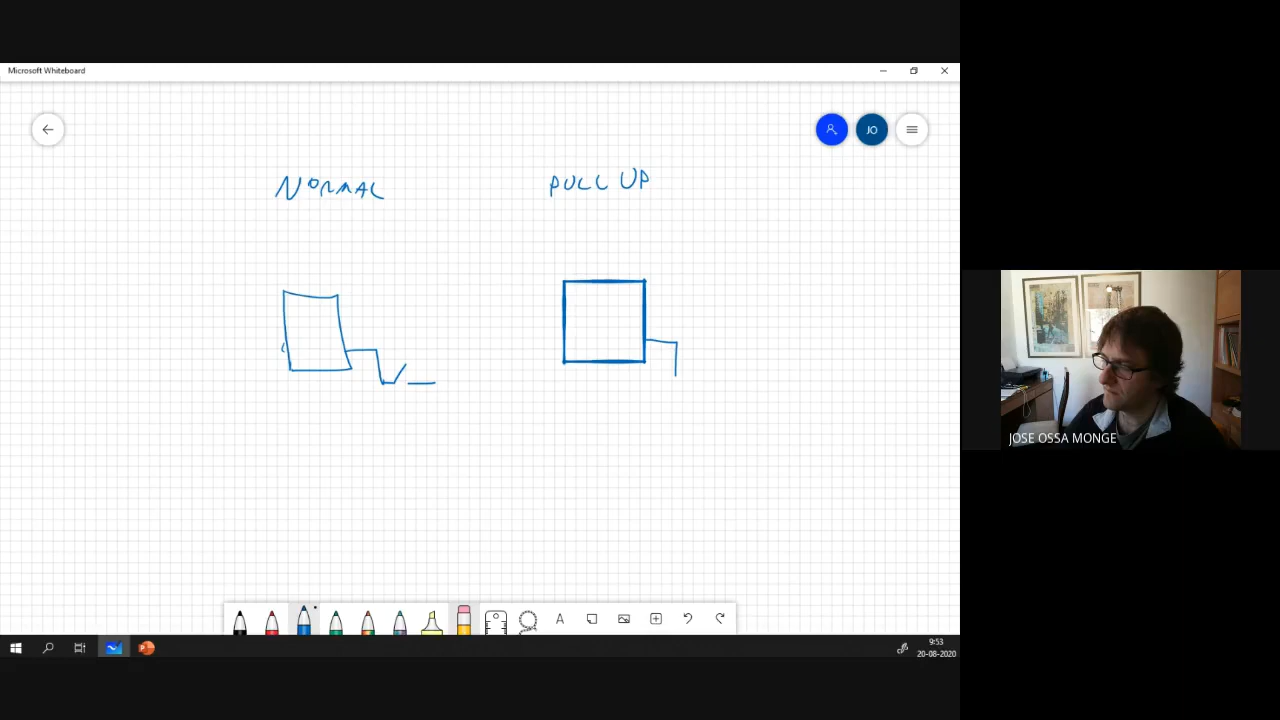 Microsoft Whiteboard
JO
NORMAL
PULL UP
JOSE OSSA MONGE
A
9:53
20-08-2020